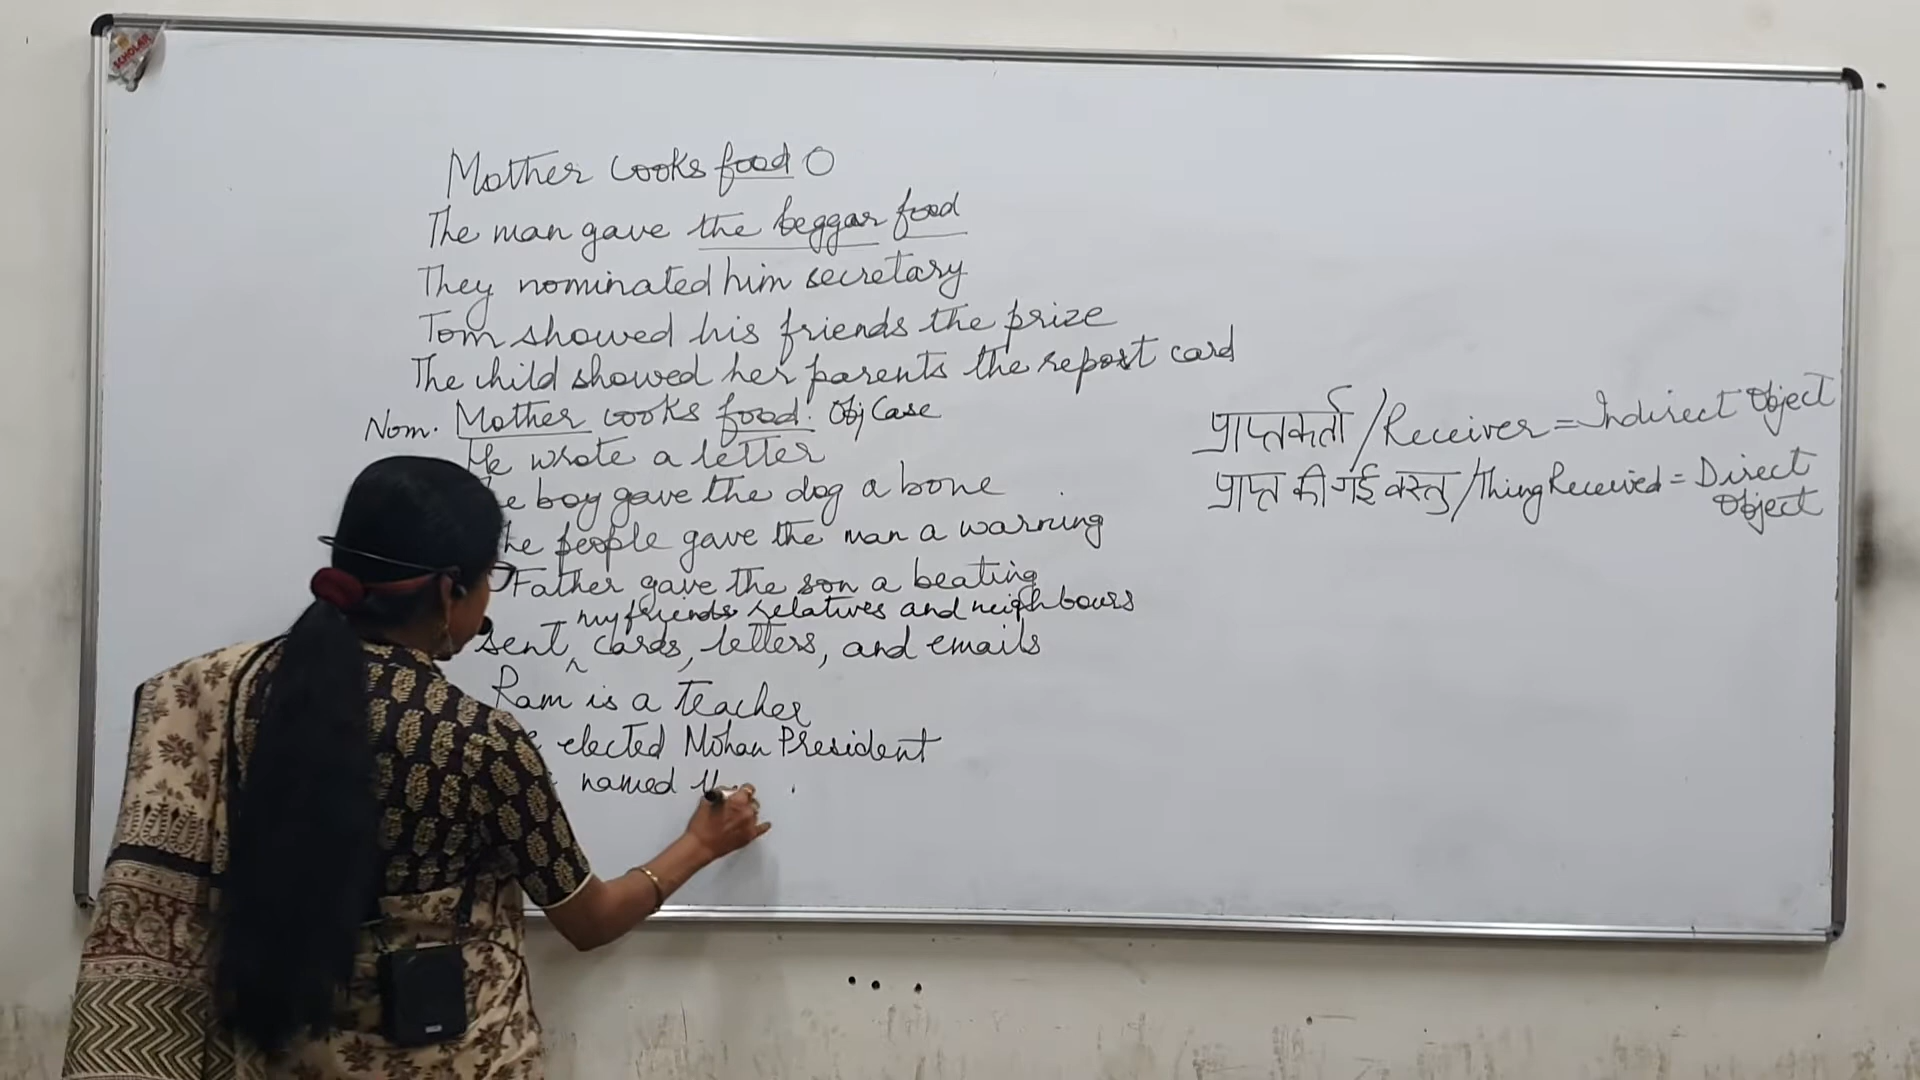 SCHOLAR
Mother cooks food O
The man gave the beggar food
They nominated him secretary
Tom showed his friends the prize
The child showed her parents the report card
Nom. Mother cooks food. Obj Case
He wrote a letter
boy gave the dog a bone
people gave the man a warning
Father gave the son a beating
my friends relatives and neighbours
sent ^ cards, letters, and emails
Ram is a teacher
elected Mohan President
named
प्राप्तकर्ता / Receiver = Indirect Object
प्राप्त की गई वस्तु / Thing Received = Direct
Object